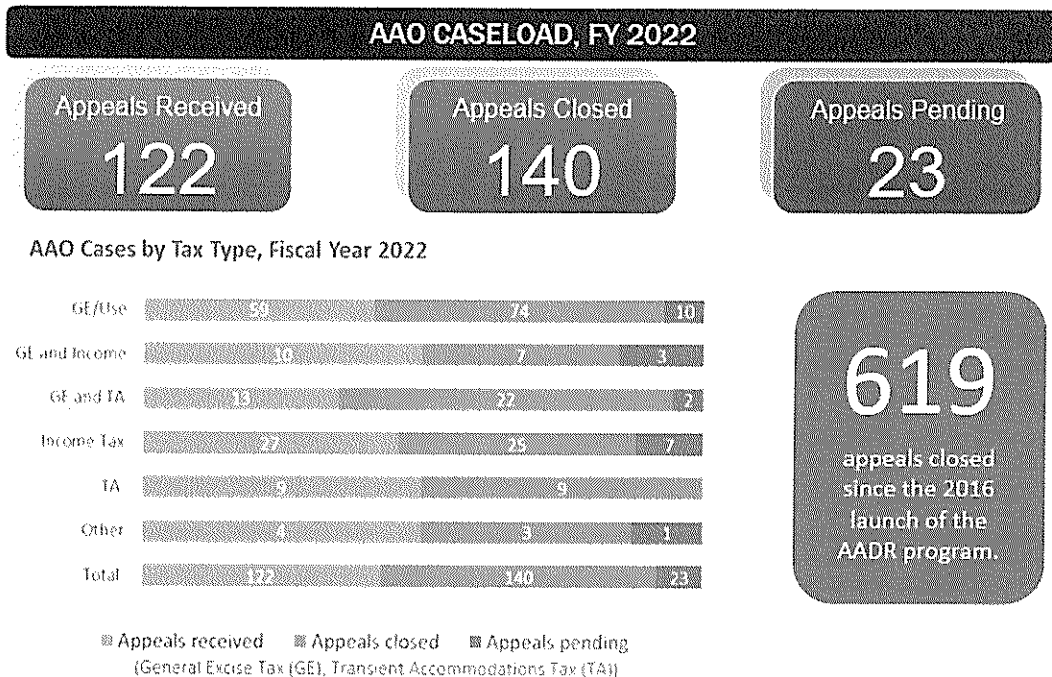 AAO CASELOAD, FY 2022
Appeals Received
122
Appeals Closed
140
Appeals Pending
23
AAO Cases by Tax Type, Fiscal Year 2022
GE/Use 59 74 10
GE and Income 10 7 3
GE and TA 13 22 2
Income Tax 27 25 7
TA 9 9
Other 4 3 1
Total 122 140 23
Appeals received Appeals closed Appeals pending
(General Excise Tax (GE), Transient Accommodations Tax (TA))
619
appeals closed
since the 2016
launch of the
AADR program.